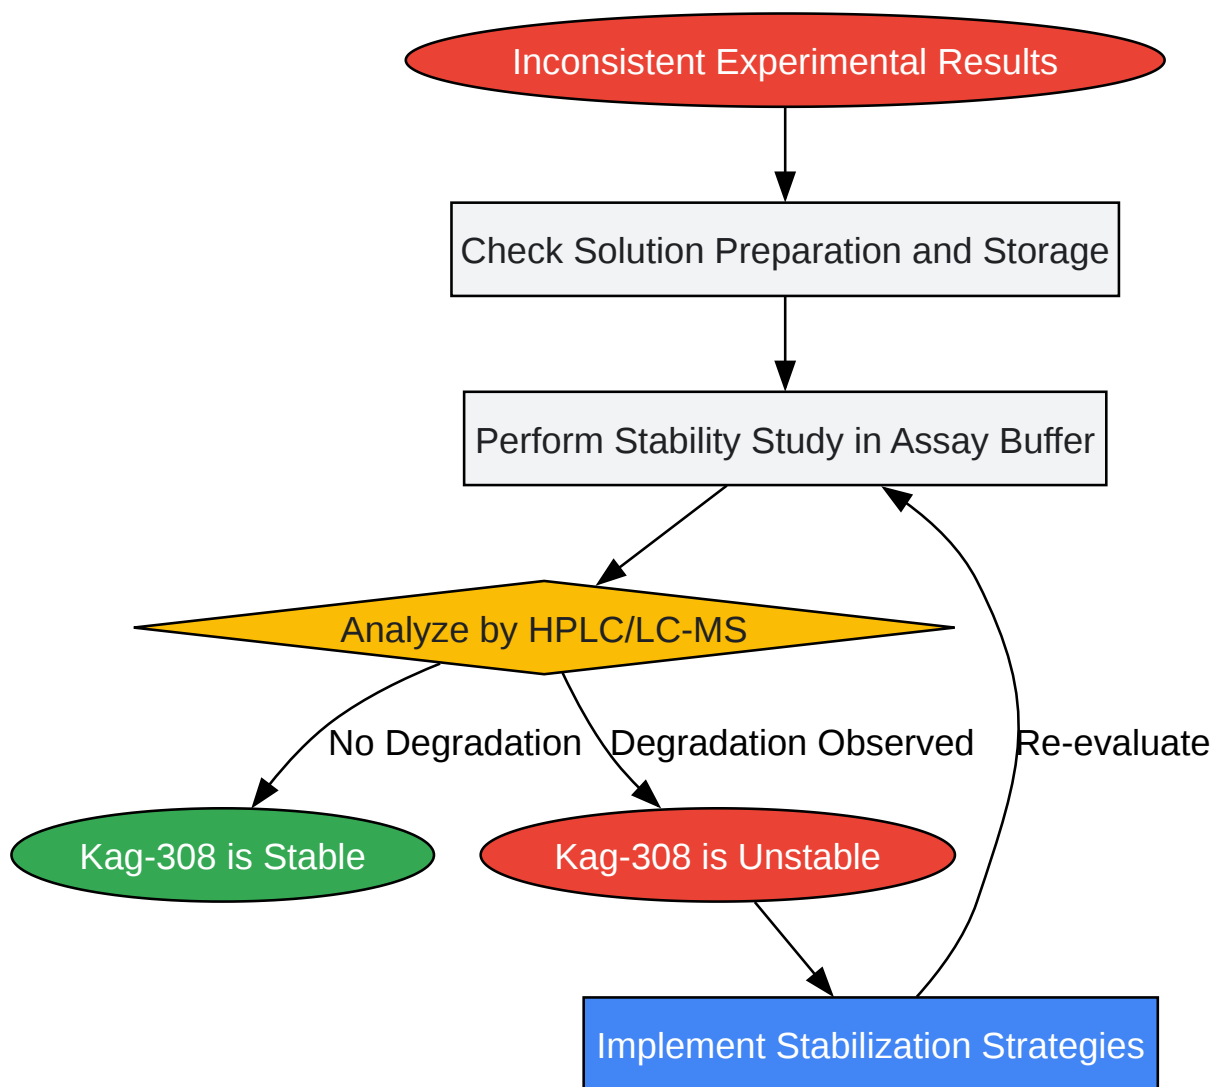 Inconsistent Experimental Results
Check Solution Preparation and Storage
Perform Stability Study in Assay Buffer
Analyze by HPLC/LC-MS
No Degradation
Degradation Observed
Re-evaluate
Kag-308 is Stable
Kag-308 is Unstable
Implement Stabilization Strategies